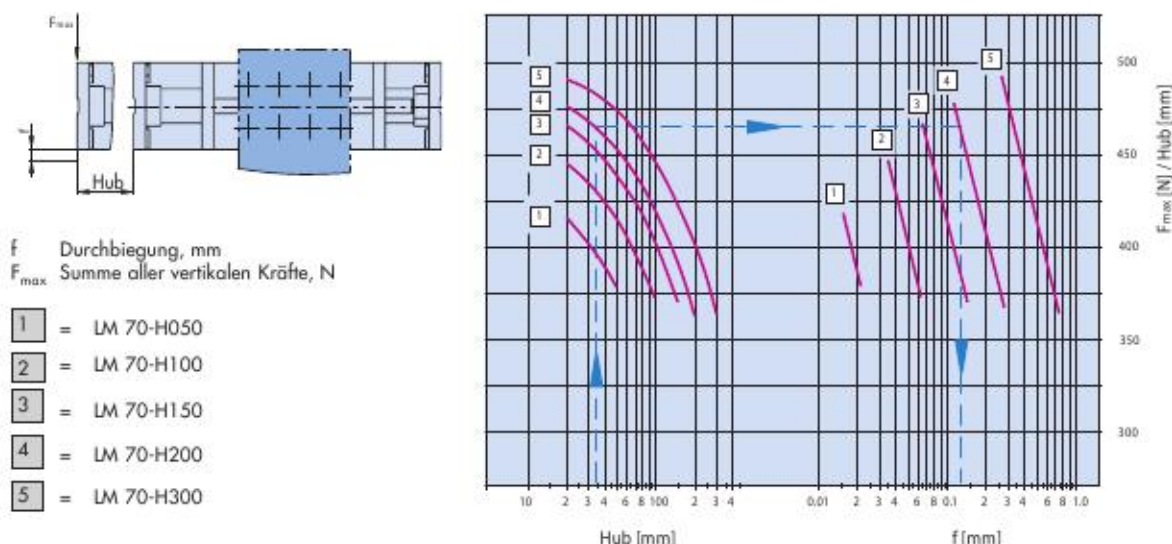 Fmax
f
Hub
f Durchbiegung, mm
Fmax Summe aller vertikalen Kräfte, N
1 = LM 70-H050
2 = LM 70-H100
3 = LM 70-H150
4 = LM 70-H200
5 = LM 70-H300
5
4
3
2
1
1
2
3
4
5
500
450
400
350
300
Fmax [N] / Hub [mm]
10 2 3 4 6 8 100 2 3 4
0.01 2 3 4 6 8 0.1 2 3 4 6 8 1.0
Hub [mm]
f [mm]